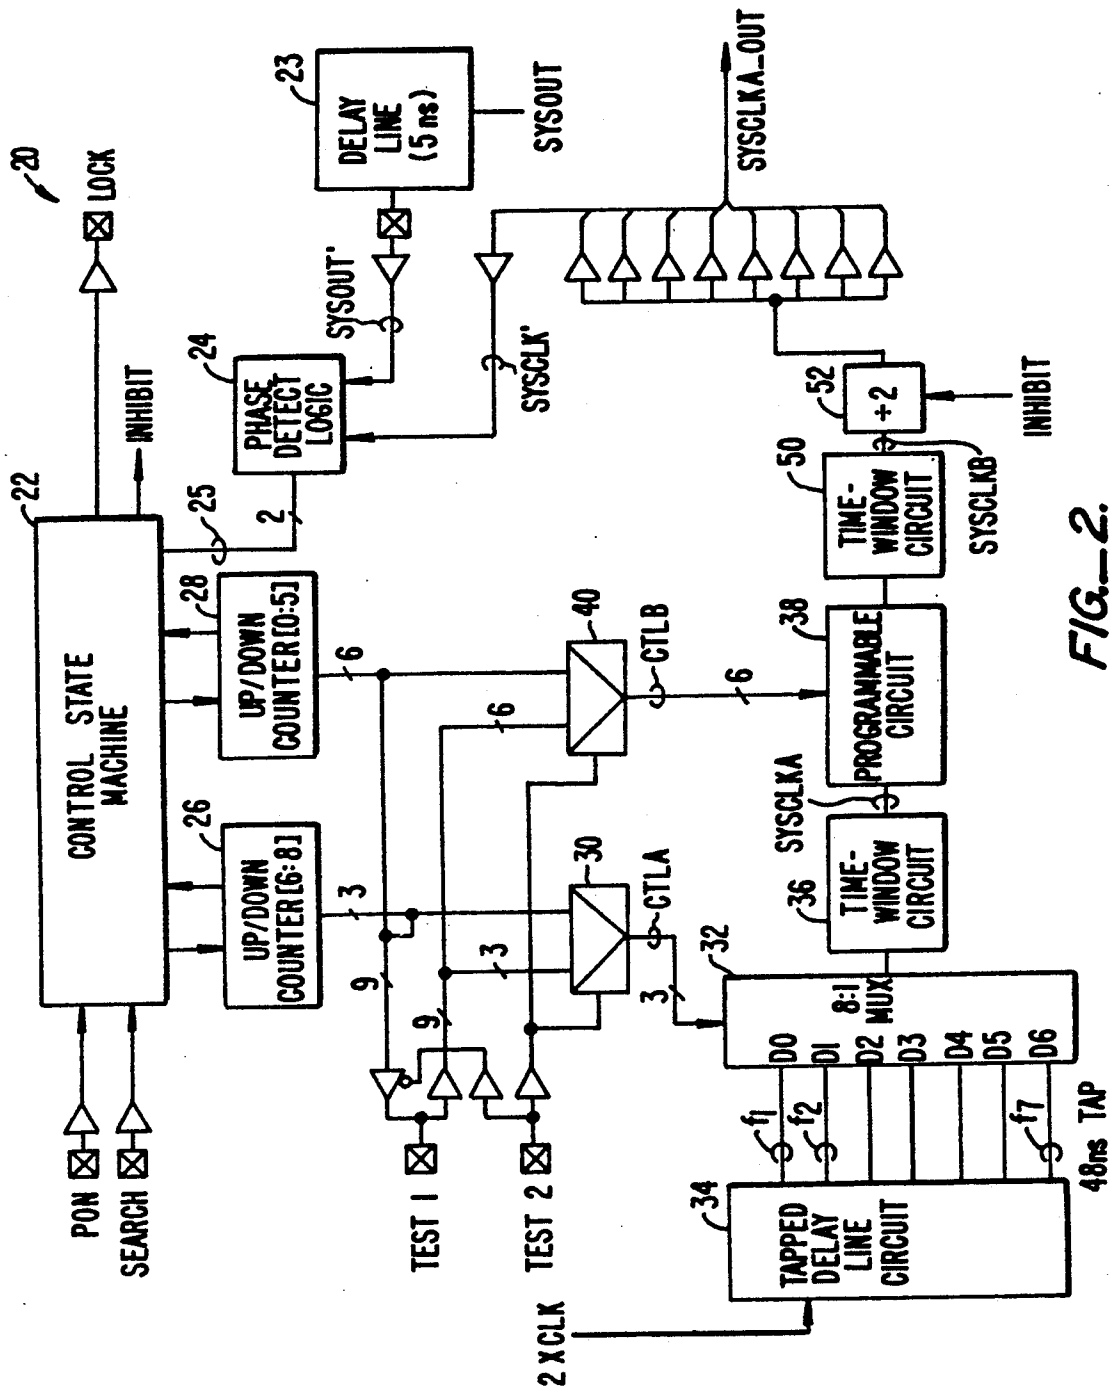 20
LOCK
22
CONTROL STATE
MACHINE
INHIBIT
PON
SEARCH
25
2
24
PHASE
DETECT
LOGIC
SYSOUT'
SYSCLK'
23
DELAY
LINE
(5 ns)
SYSOUT
SYSCLKA_OUT
26
UP/DOWN
COUNTER[6:8]
28
UP/DOWN
COUNTER[0:5]
3
6
9
9
3
6
TEST 1
TEST 2
30
CTLA
3
40
CTLB
6
2 X CLK
34
TAPPED
DELAY
LINE
CIRCUIT
f1
f2
f7
48ns TAP
32
8:1
MUX
D0
D1
D2
D3
D4
D5
D6
36
TIME-
WINDOW
CIRCUIT
SYSCLKA
38
PROGRAMMABLE
CIRCUIT
50
TIME-
WINDOW
CIRCUIT
SYSCLKB
52
÷2
INHIBIT
FIG._2.